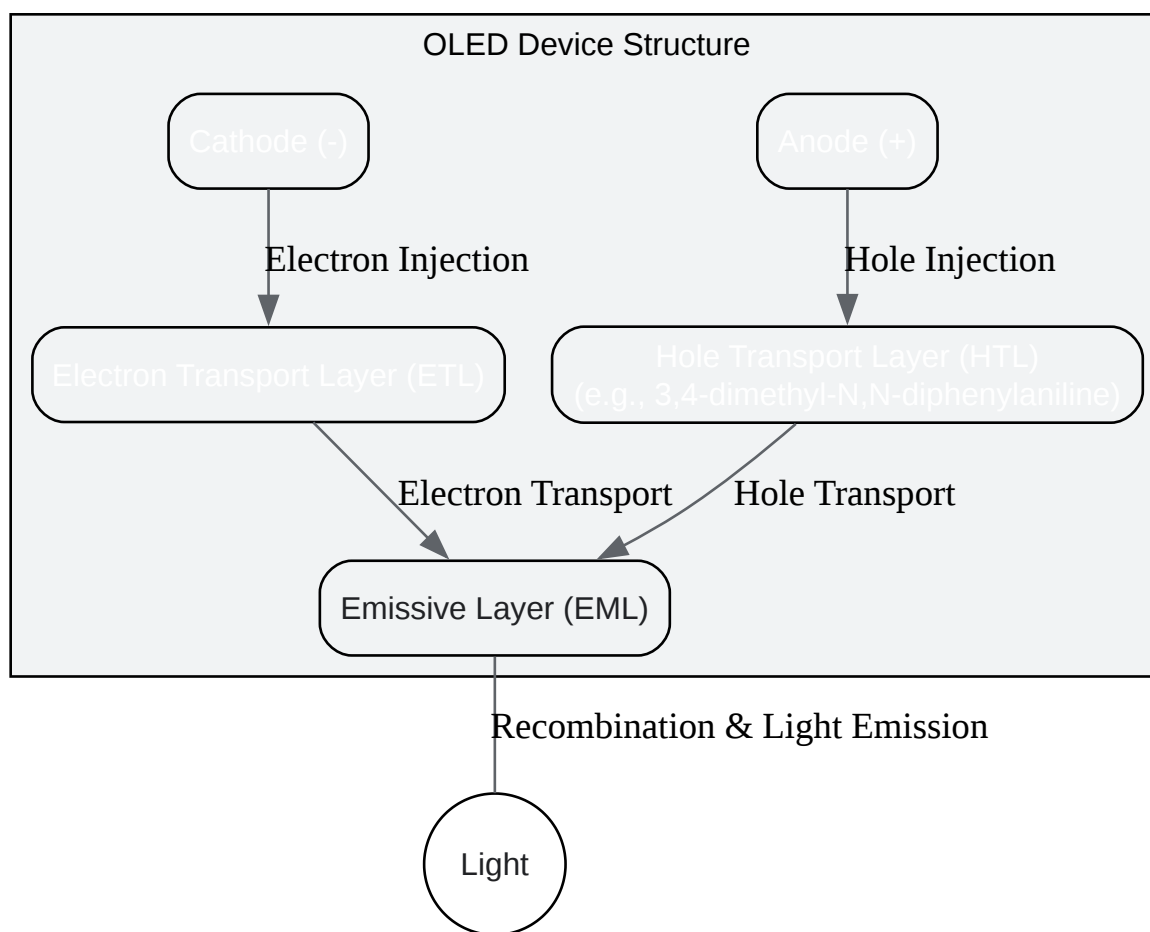 OLED Device Structure
Cathode (-)
Anode (+)
Electron Injection
Hole Injection
Electron Transport Layer (ETL)
Hole Transport Layer (HTL)
(e.g., 3,4-dimethyl-N,N-diphenylaniline)
Electron Transport
Hole Transport
Emissive Layer (EML)
Recombination & Light Emission
Light